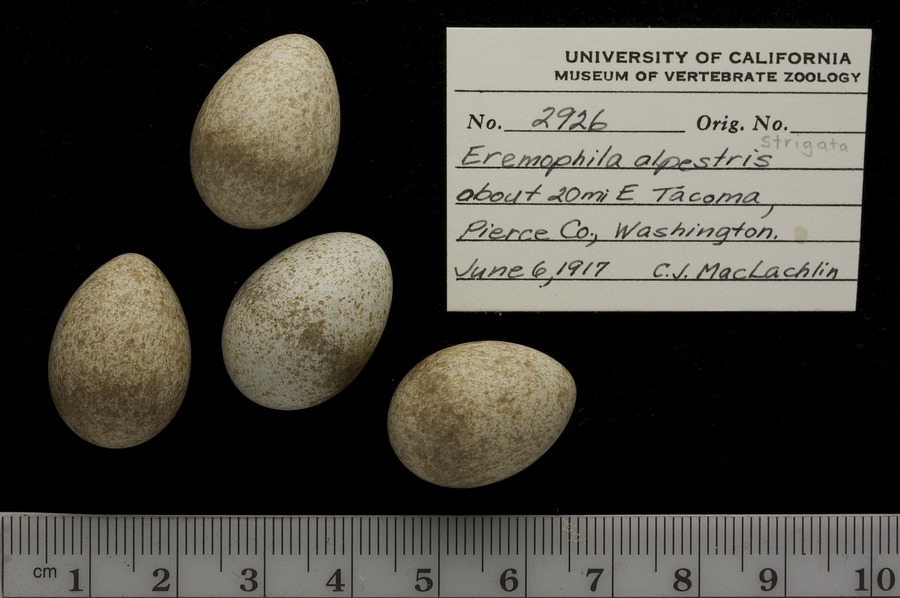 UNIVERSITY OF CALIFORNIA
MUSEUM OF VERTEBRATE ZOOLOGY
No. 2926 Orig. No.
strigata
Eremophila alpestris
about 20mi E Tacoma,
Pierce Co., Washington.
June 6, 1917 C.J. MacLachlin
cm 1 2 3 4 5 6 7 8 9 10